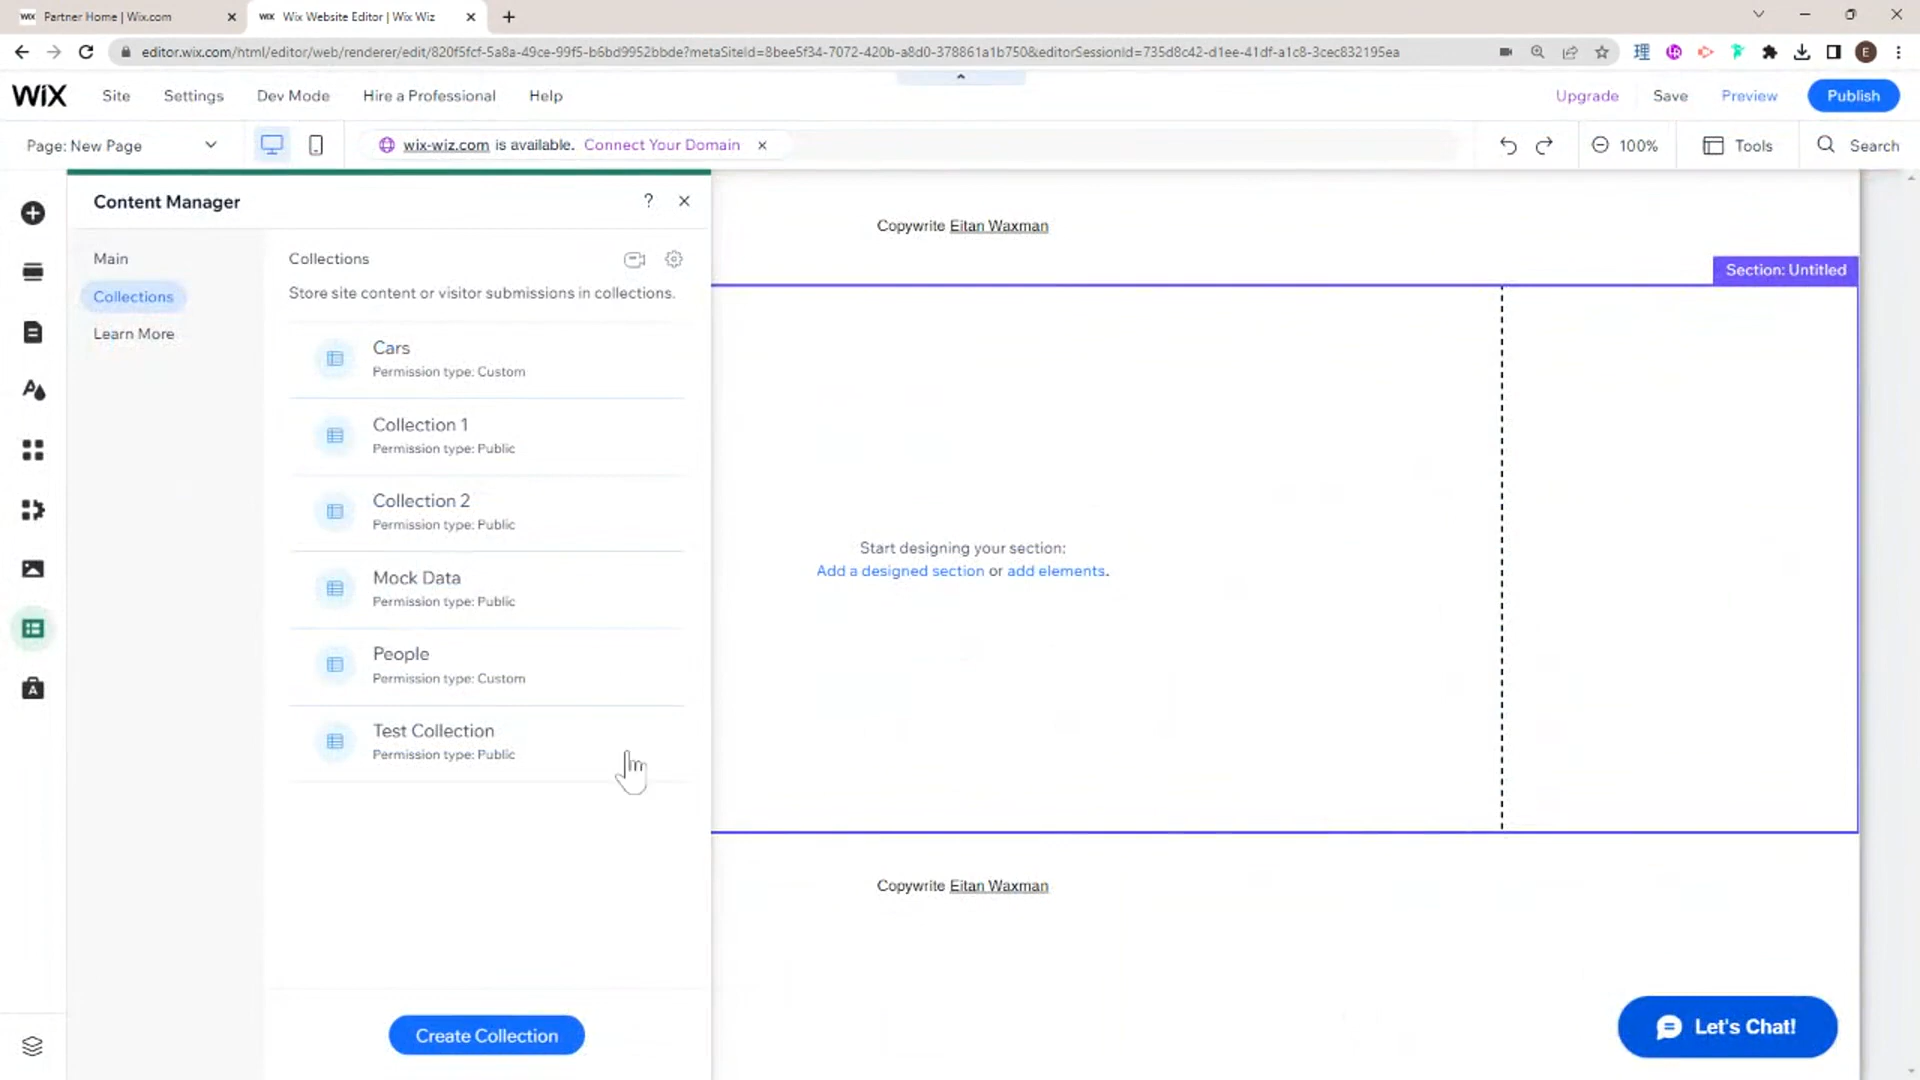 WiX Partner Home | Wix.com
WiX Wix Website Editor | Wix Wiz
editor.wix.com/html/editor/web/renderer/edit/820f5fcf-5a8a-49ce-99f5-b6bd9952bbde?metaSiteId=8bee5f34-7072-420b-a8d0-378861a1b750&editorSessionId=735d8c42-d1ee-41df-a1c8-3cec832195ea
理
E
WiX
Site
Settings
Dev Mode
Hire a Professional
Help
Upgrade
Save
Preview
Publish
Page: New Page
wix-wiz.com is available. Connect Your Domain
100%
Tools
Search
Content Manager
?
Main
Collections
Learn More
Collections
Store site content or visitor submissions in collections.
Cars
Permission type: Custom
Collection 1
Permission type: Public
Collection 2
Permission type: Public
Mock Data
Permission type: Public
People
Permission type: Custom
Test Collection
Permission type: Public
Create Collection
Copywrite Eitan Waxman
Section: Untitled
Start designing your section:
Add a designed section or add elements.
Copywrite Eitan Waxman
Let's Chat!